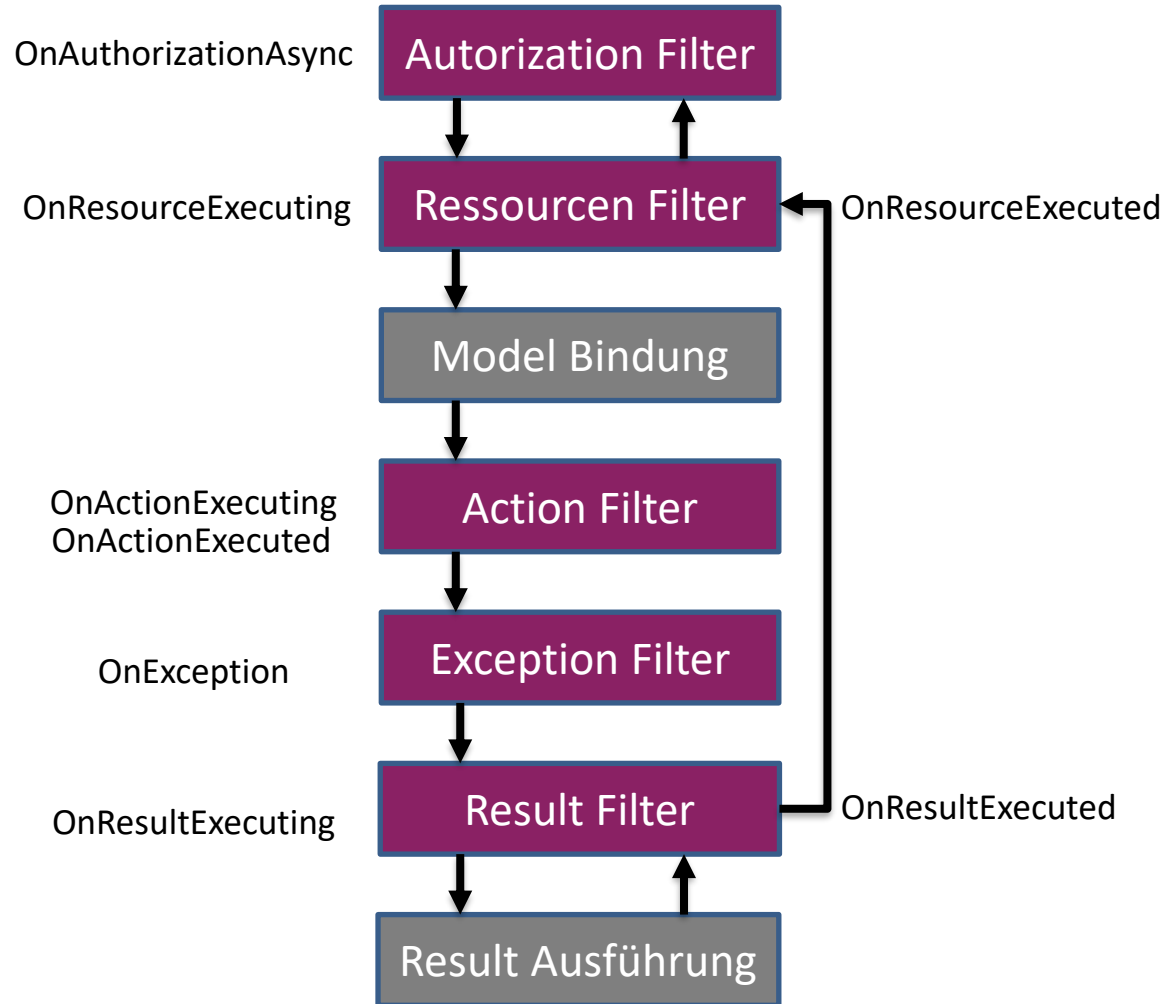 OnAuthorizationAsync
Autorization Filter
OnResourceExecuting
Ressourcen Filter
OnResourceExecuted
Model Bindung
OnActionExecuting
OnActionExecuted
Action Filter
OnException
Exception Filter
OnResultExecuting
Result Filter
OnResultExecuted
Result Ausführung